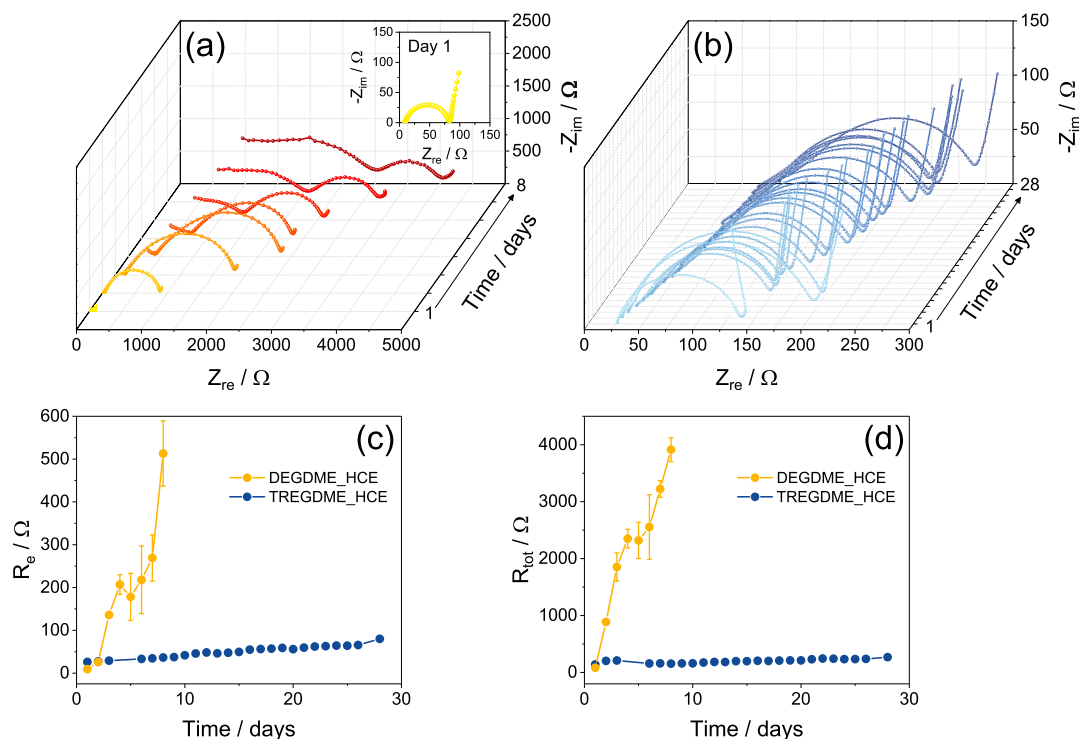 (a)
Day 1
-Z_im / Ω
150
100
50
0
0 50 100 150
Z_re / Ω
2500
2000
1500
1000
500
0
-Z_im / Ω
8
Time / days
1
0 1000 2000 3000 4000 5000
Z_re / Ω
(b)
150
100
50
0
-Z_im / Ω
28
Time / days
1
0 50 100 150 200 250 300
Z_re / Ω
(c)
600
500
400
300
200
100
0
R_e / Ω
DEGDME_HCE
TREGDME_HCE
0 10 20 30
Time / days
(d)
4000
3000
2000
1000
0
R_tot / Ω
DEGDME_HCE
TREGDME_HCE
0 10 20 30
Time / days